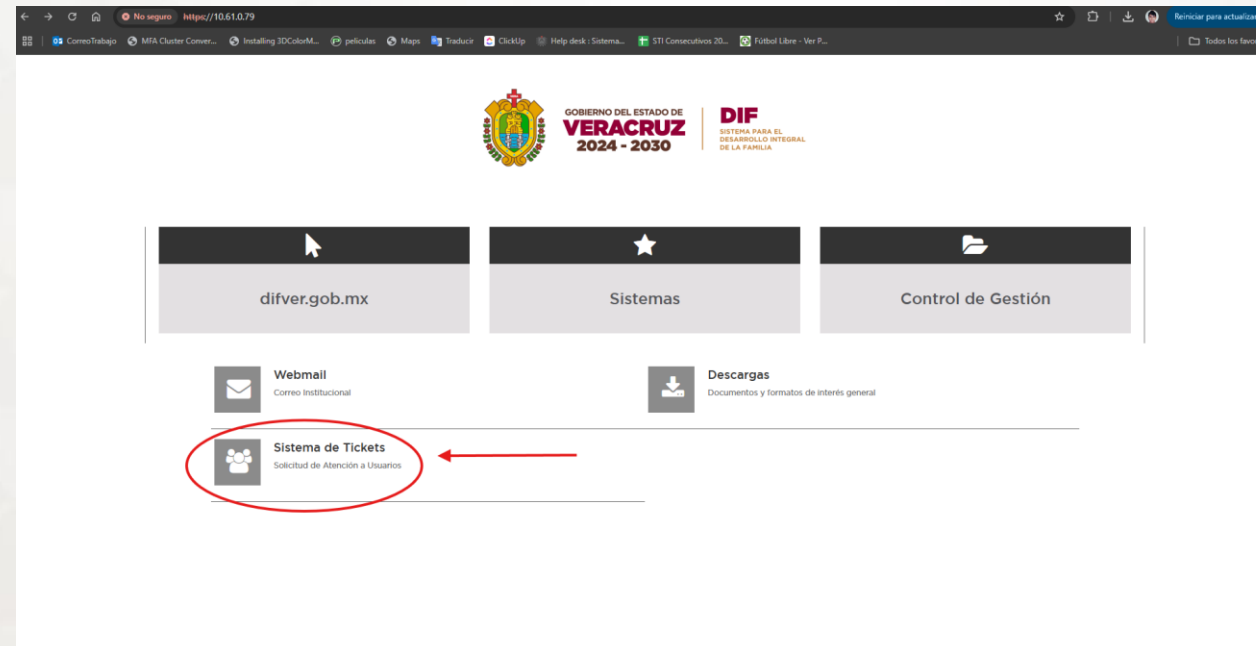 No seguro https://10.61.0.79
Reiniciar para actualizar
CorreoTrabajo MFA Cluster Conver... Installing 3DColorM... peliculas Maps Traducir ClickUp Help desk : Sistema... STI Consecutivos 20... Fútbol Libre - Ver P...
Todos los favor
GOBIERNO DEL ESTADO DE
VERACRUZ
2024 - 2030
DIF
SISTEMA PARA EL
DESARROLLO INTEGRAL
DE LA FAMILIA
difver.gob.mx
Sistemas
Control de Gestión
Webmail
Correo Institucional
Descargas
Documentos y formatos de interés general
Sistema de Tickets
Solicitud de Atención a Usuarios